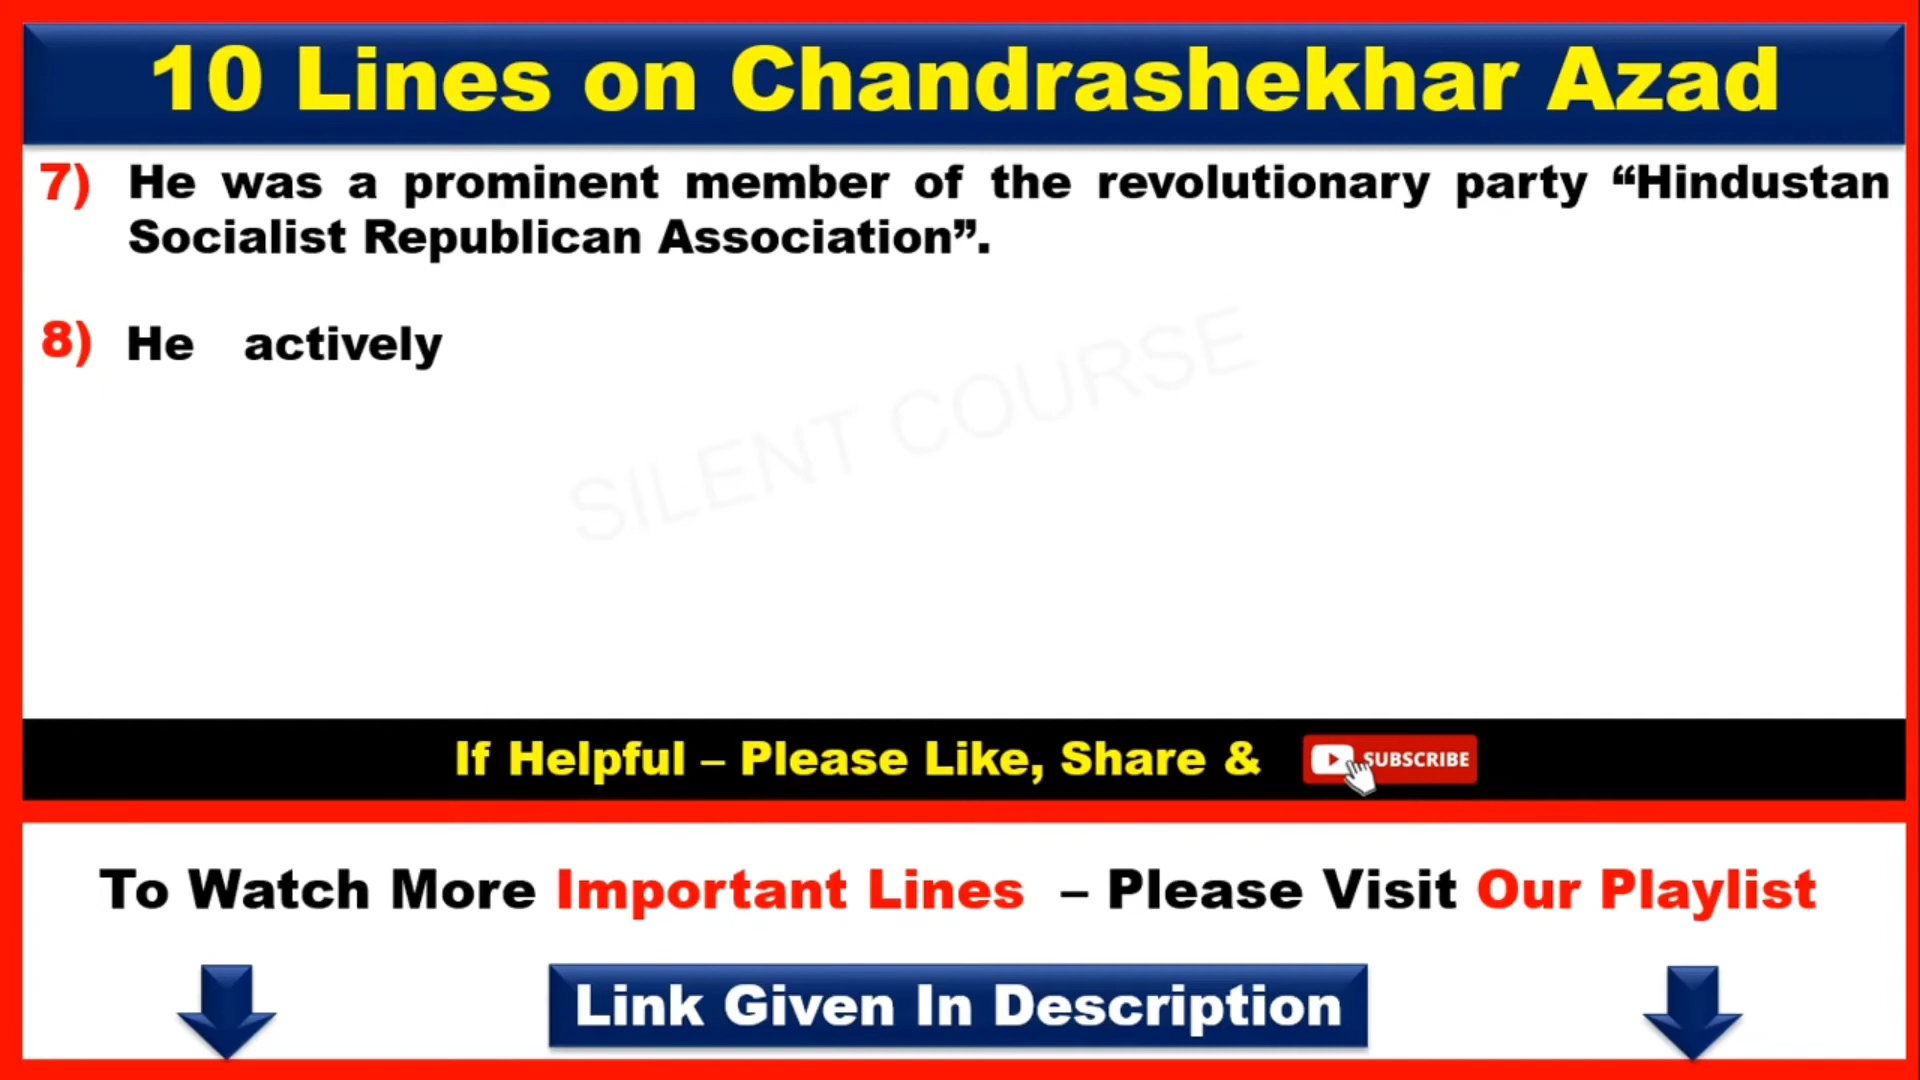 10 Lines on Chandrashekhar Azad
7) He was a prominent member of the revolutionary party “Hindustan
Socialist Republican Association”.
8) He actively
SILENT COURSE
If Helpful – Please Like, Share & SUBSCRIBE
To Watch More Important Lines – Please Visit Our Playlist
Link Given In Description